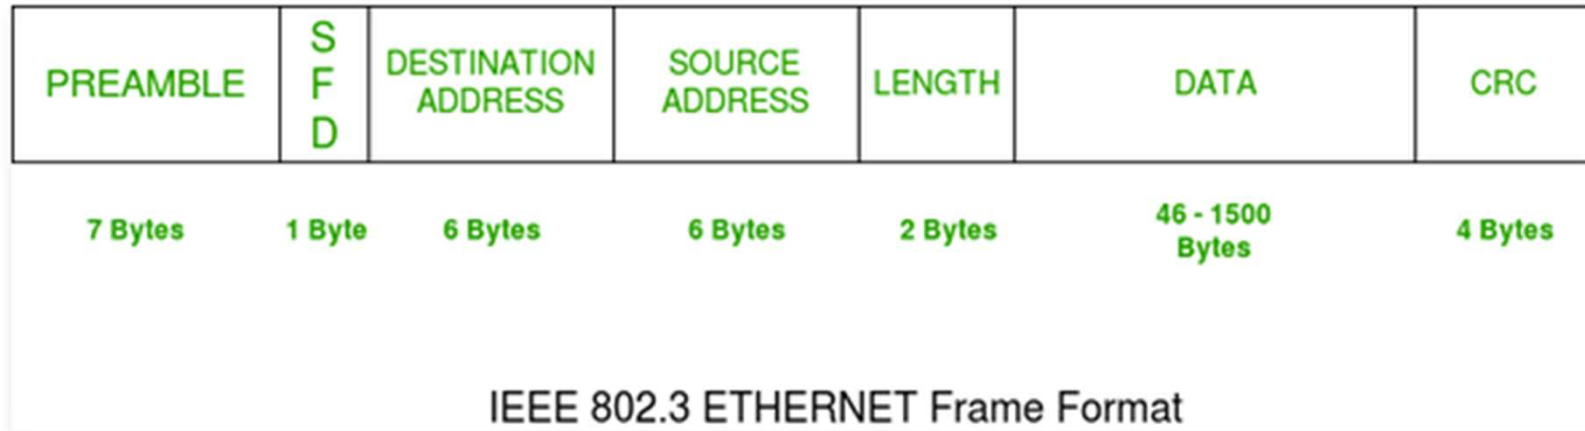 PREAMBLE
S
F
D
DESTINATION
ADDRESS
SOURCE
ADDRESS
LENGTH
DATA
CRC
7 Bytes
1 Byte
6 Bytes
6 Bytes
2 Bytes
46 - 1500
Bytes
4 Bytes
IEEE 802.3 ETHERNET Frame Format